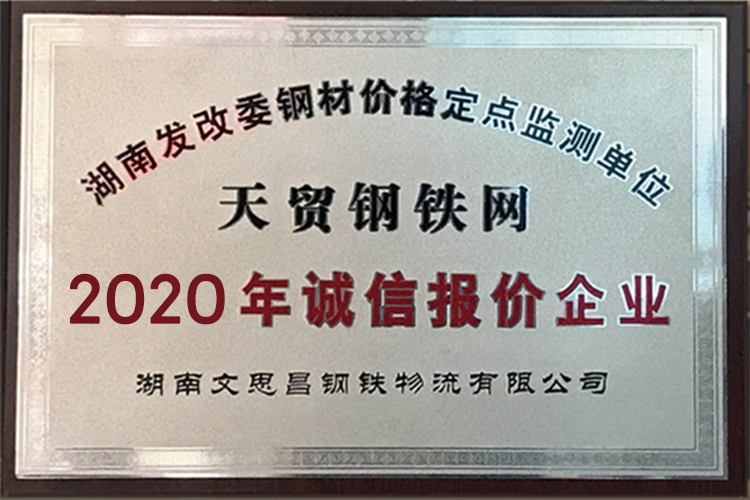 湖南发改委钢材价格定点监测单位
天贸钢铁网
2020年诚信报价企业
湖南文思昌钢铁物流有限公司